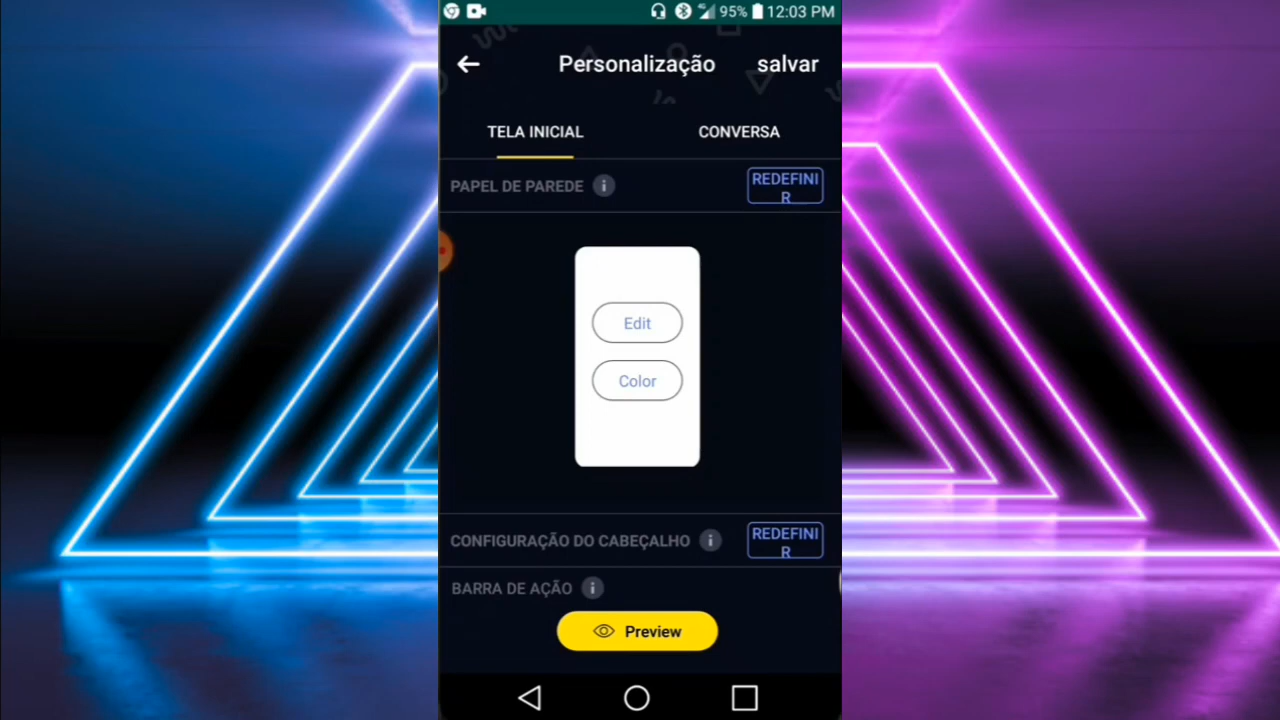 95% 12:03 PM
Personalização salvar
TELA INICIAL CONVERSA
PAPEL DE PAREDE REDEFINI
R
Edit
Color
CONFIGURAÇÃO DO CABEÇALHO REDEFINI
R
BARRA DE AÇÃO
Preview